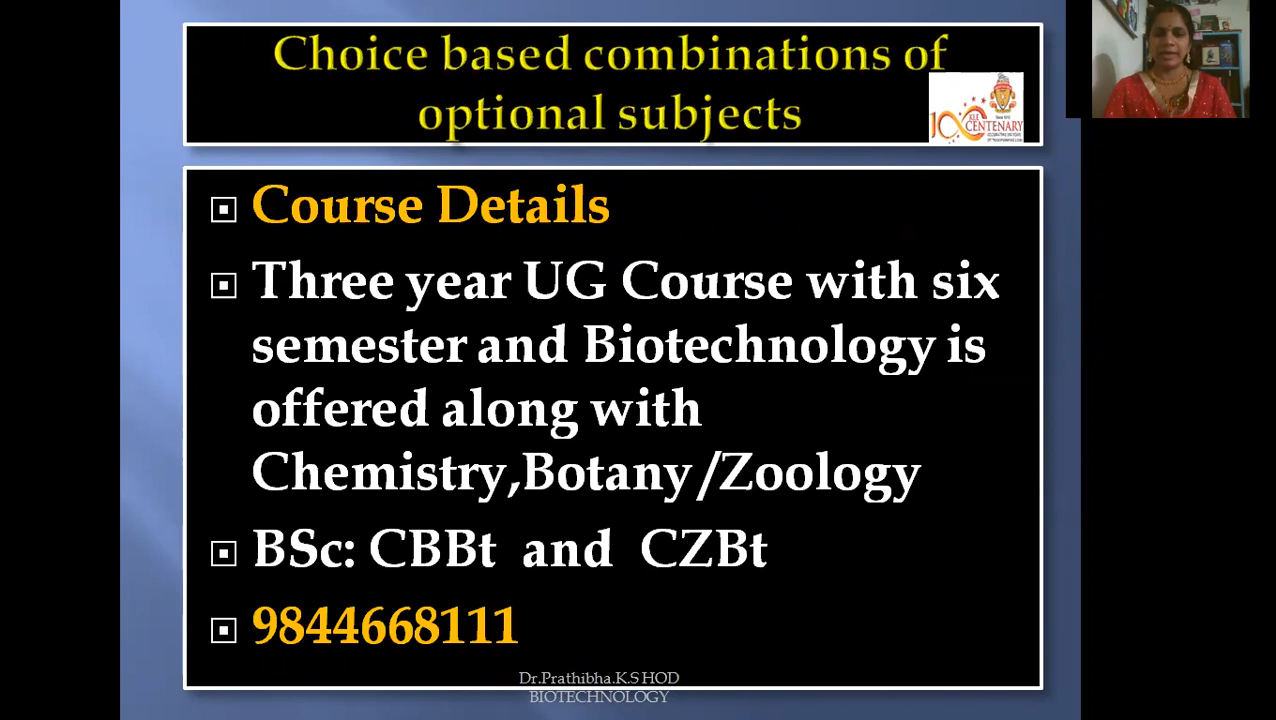 Choice based combinations of
optional subjects
KLE
CENTENARY
Course Details
Three year UG Course with six
semester and Biotechnology is
offered along with
Chemistry,Botany /Zoology
BSc: CBBt and CZBt
9844668111
Dr.Prathibha.K.S HOD
BIOTECHNOLOGY